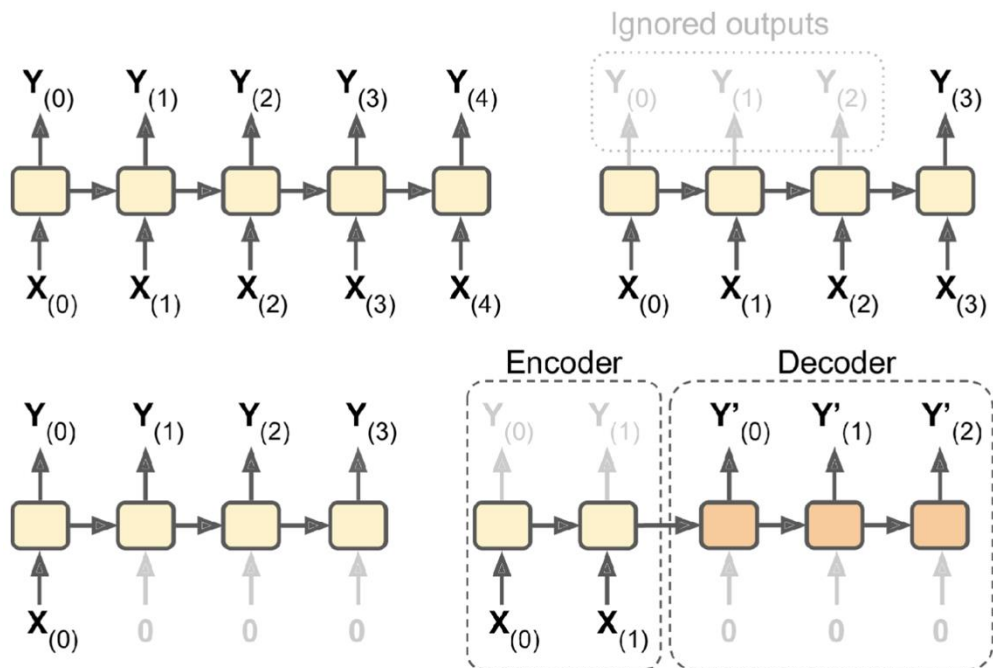 Ignored outputs
Y(0) Y(1) Y(2) Y(3) Y(4)
X(0) X(1) X(2) X(3) X(4)
Y(0) Y(1) Y(2) Y(3)
X(0) X(1) X(2) X(3)
Y(0) Y(1) Y(2) Y(3)
X(0) 0 0 0
Encoder Decoder
Y(0) Y(1) Y'(0) Y'(1) Y'(2)
X(0) X(1) 0 0 0